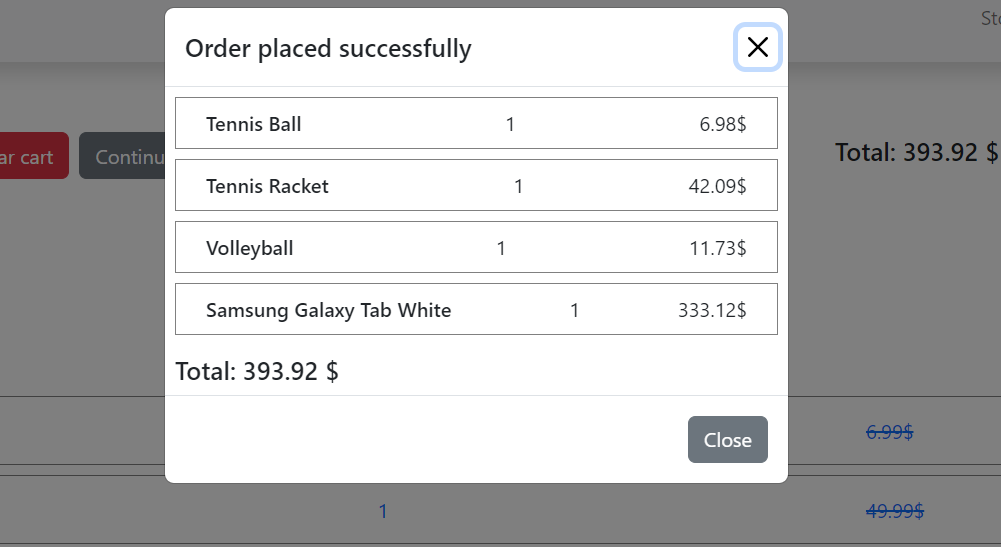 Order placed successfully
Tennis Ball 1 6.98$
Tennis Racket 1 42.09$
Volleyball 1 11.73$
Samsung Galaxy Tab White 1 333.12$
Total: 393.92 $
Close
cart
Total: 393.92 $
6.99$
1 49.99$